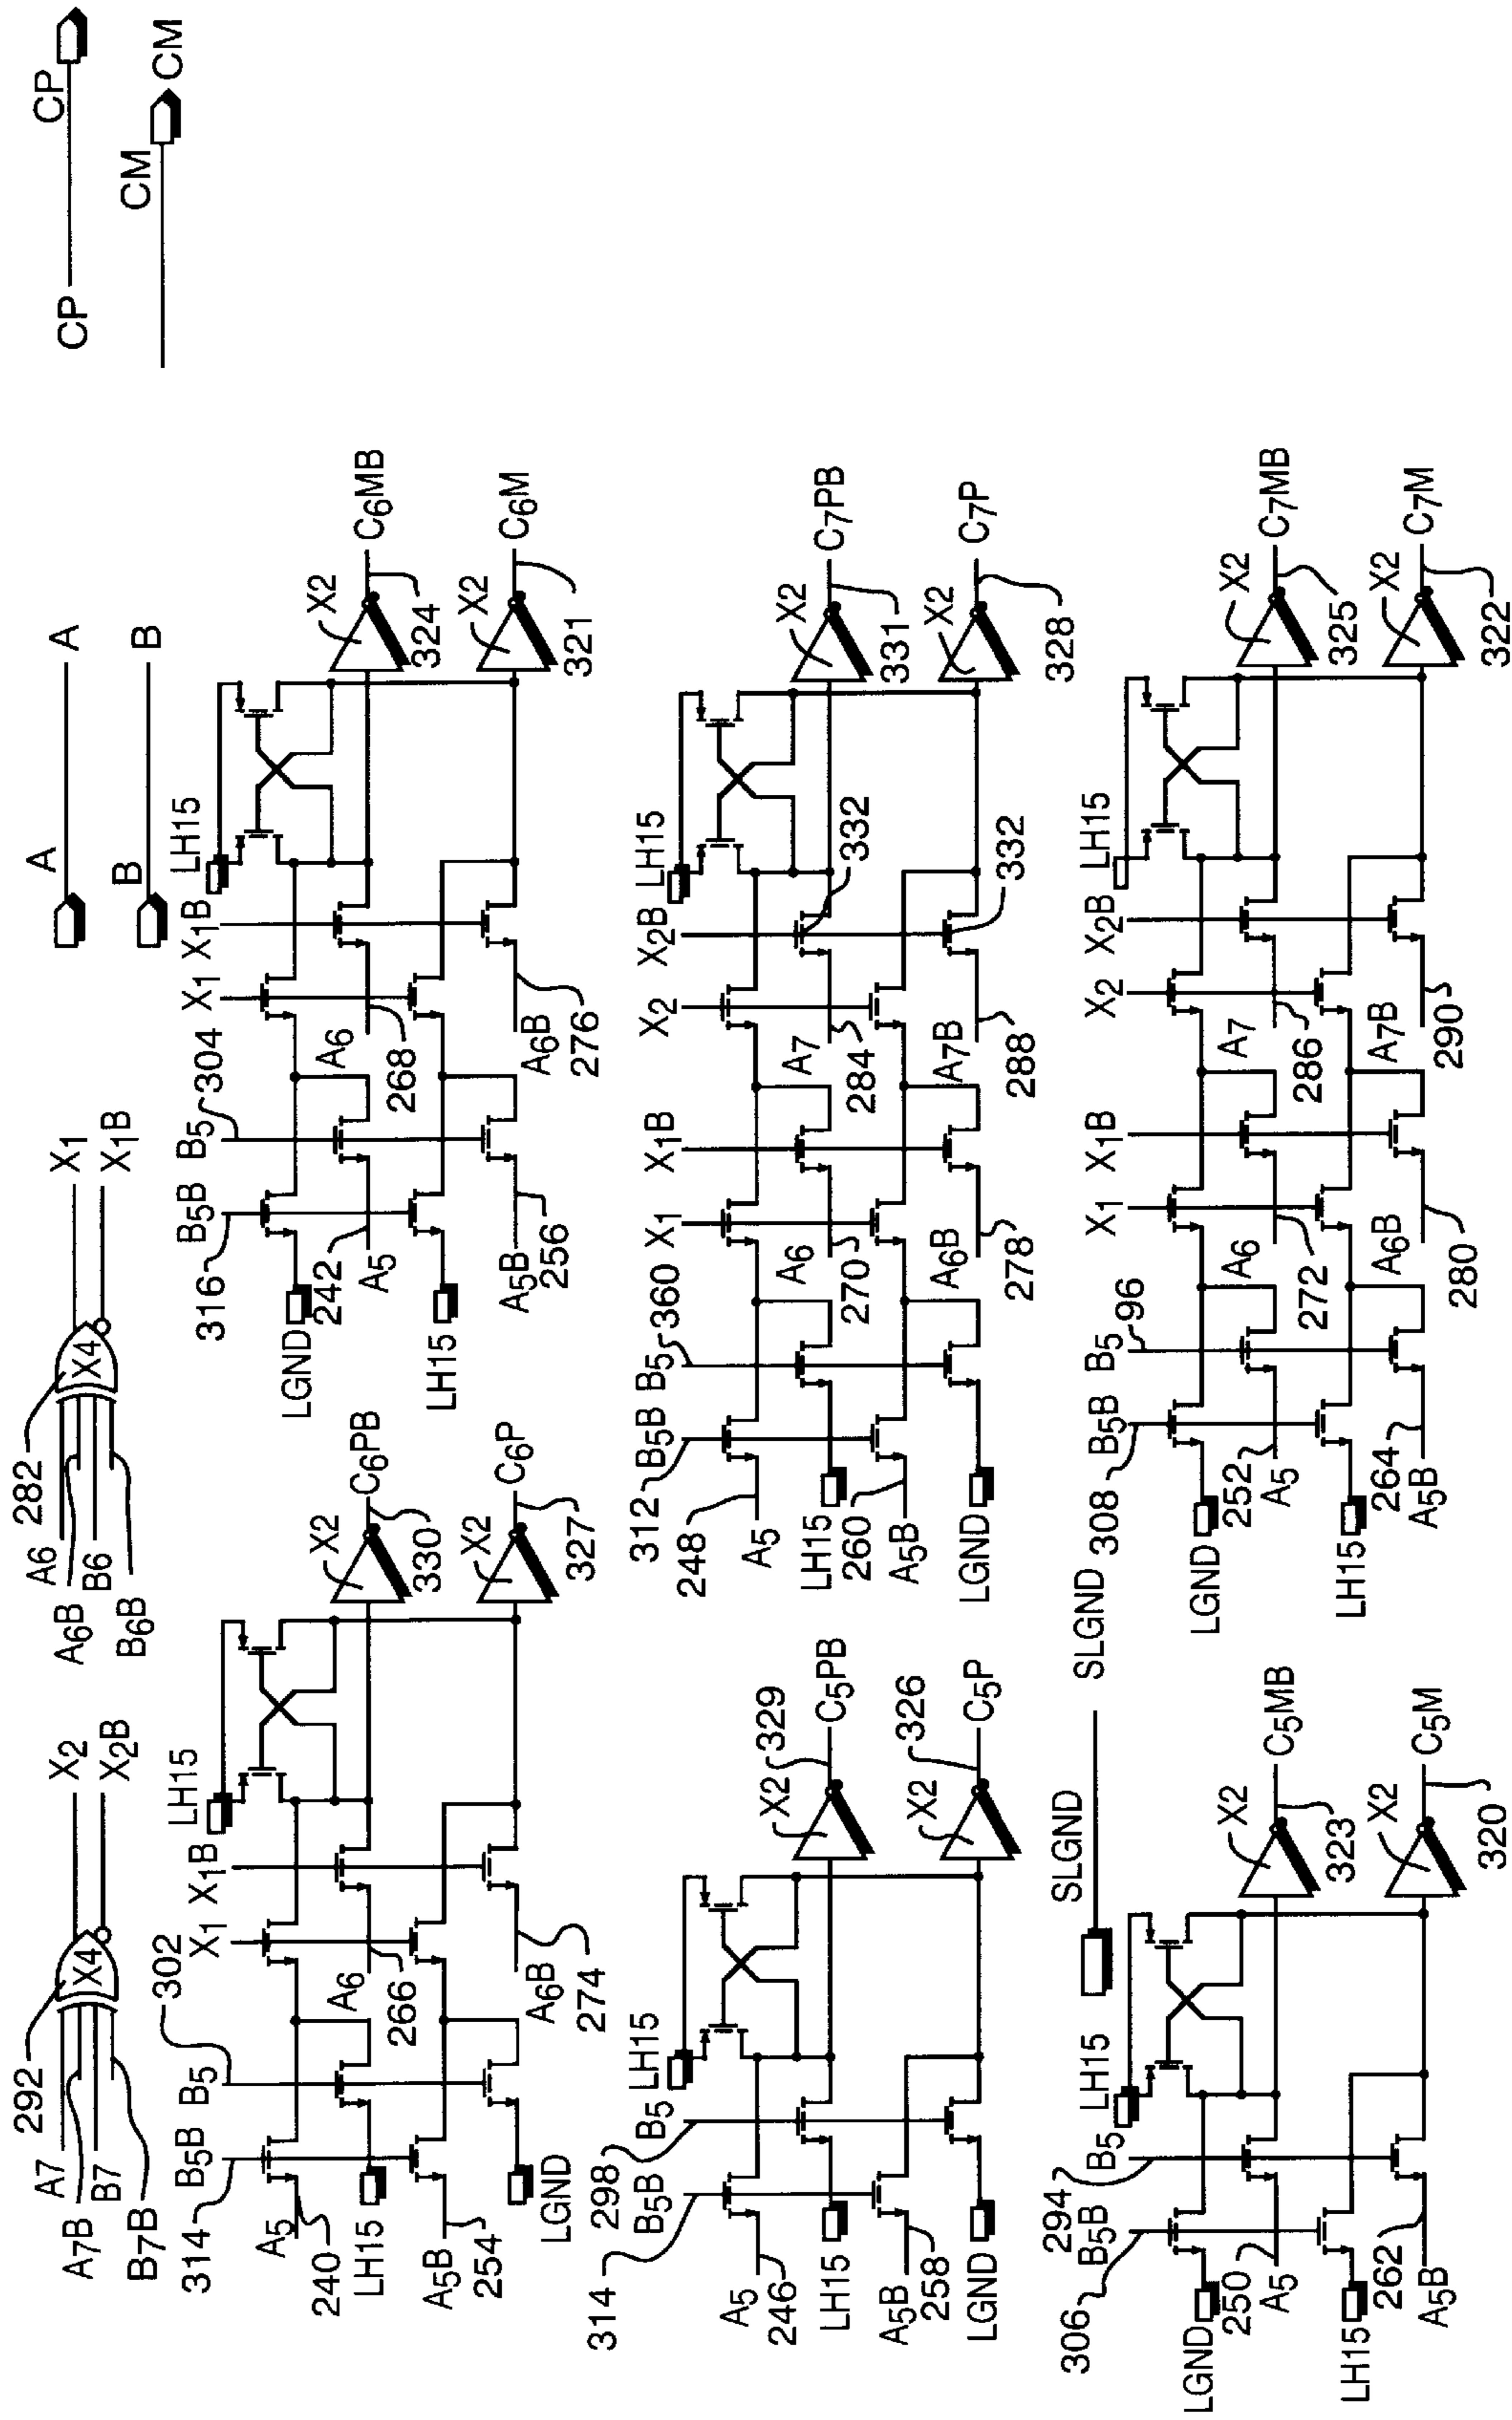 CP CP
CM CM
A A
B B
292 A7 A7B B7 B7B X4 X2 X2B
282 A6 A6B B6 B6B X4 X1 X1B
314 B5B B5 302 X1 X1B LH15
A5 240 LH15 A6 266 X2 330 C6PB
A5B 254 LGND A6B 274 X2 327 C6P
316 B5B B5 304 X1 X1B LH15
LGND 242 A5 A6 268 X2 324 C6MB
LH15 A5B 256 A6B 276 X2 321 C6M
314 B5B 298 B5 LH15
A5 246 LH15 X2 329 C5PB
A5B 258 LGND X2 326 C5P
312 B5B B5 360 X1 X1B X2 X2B LH15
248 A5 LH15 A6 270 A7 284 332 X2 331 C7PB
260 A5B LGND A6B 278 A7B 288 332 X2 328 C7P
SLGND SLGND
306 B5B 294 B5 LH15
LGND 250 A5 X2 323 C5MB
LH15 262 A5B X2 320 C5M
308 B5B B5 96 X1 X1B X2 X2B LH15
LGND 252 A5 A6 272 A7 286 X2 325 C7MB
LH15 264 A5B A6B 280 A7B 290 X2 322 C7M